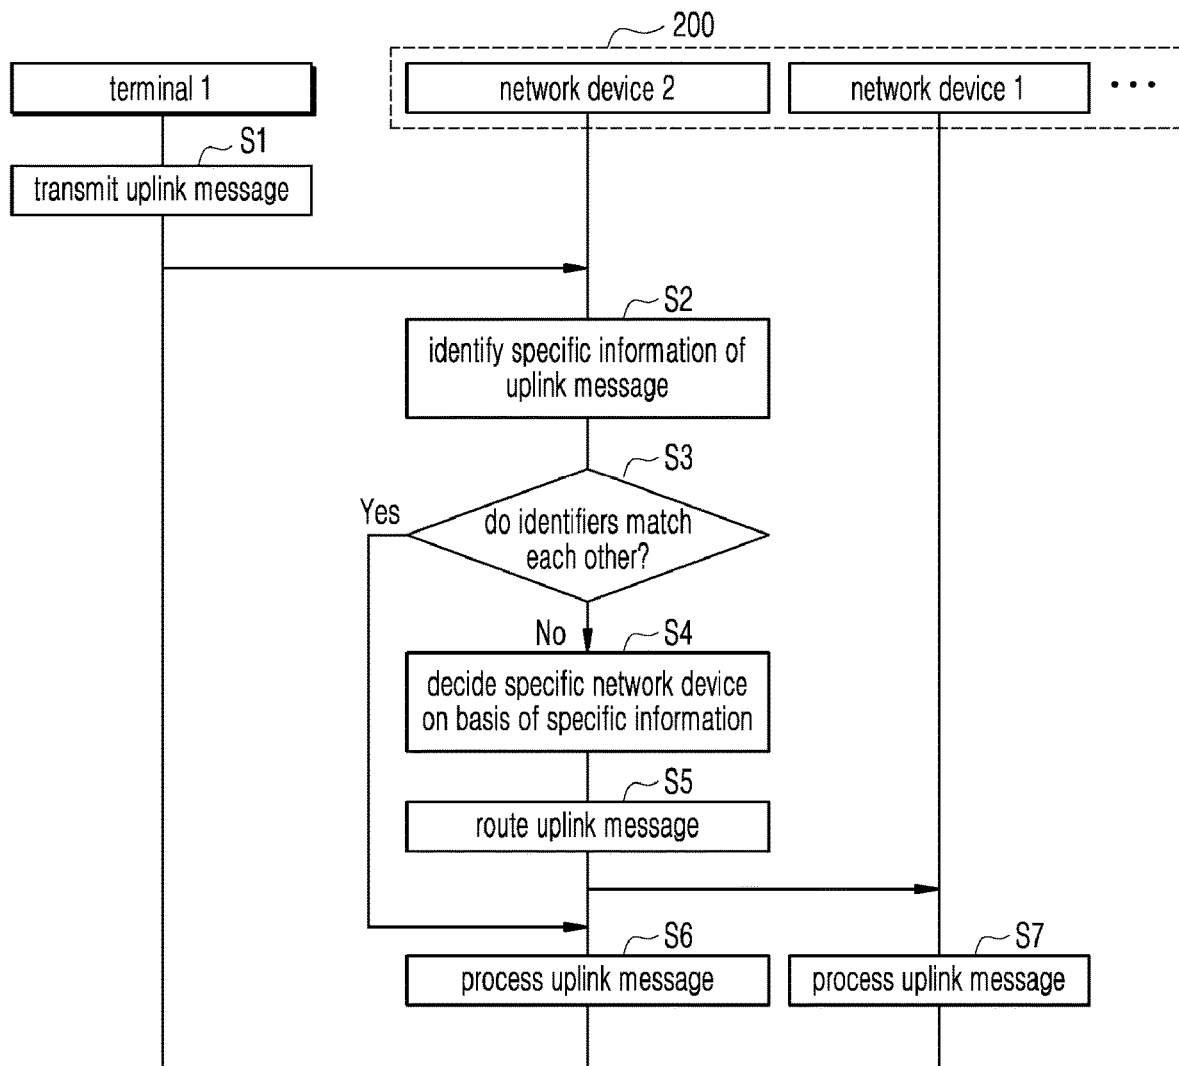 200
terminal 1
network device 2
network device 1
...
S1
transmit uplink message
S2
identify specific information of
uplink message
S3
Yes
do identifiers match
each other?
No
S4
decide specific network device
on basis of specific information
S5
route uplink message
S6
process uplink message
S7
process uplink message